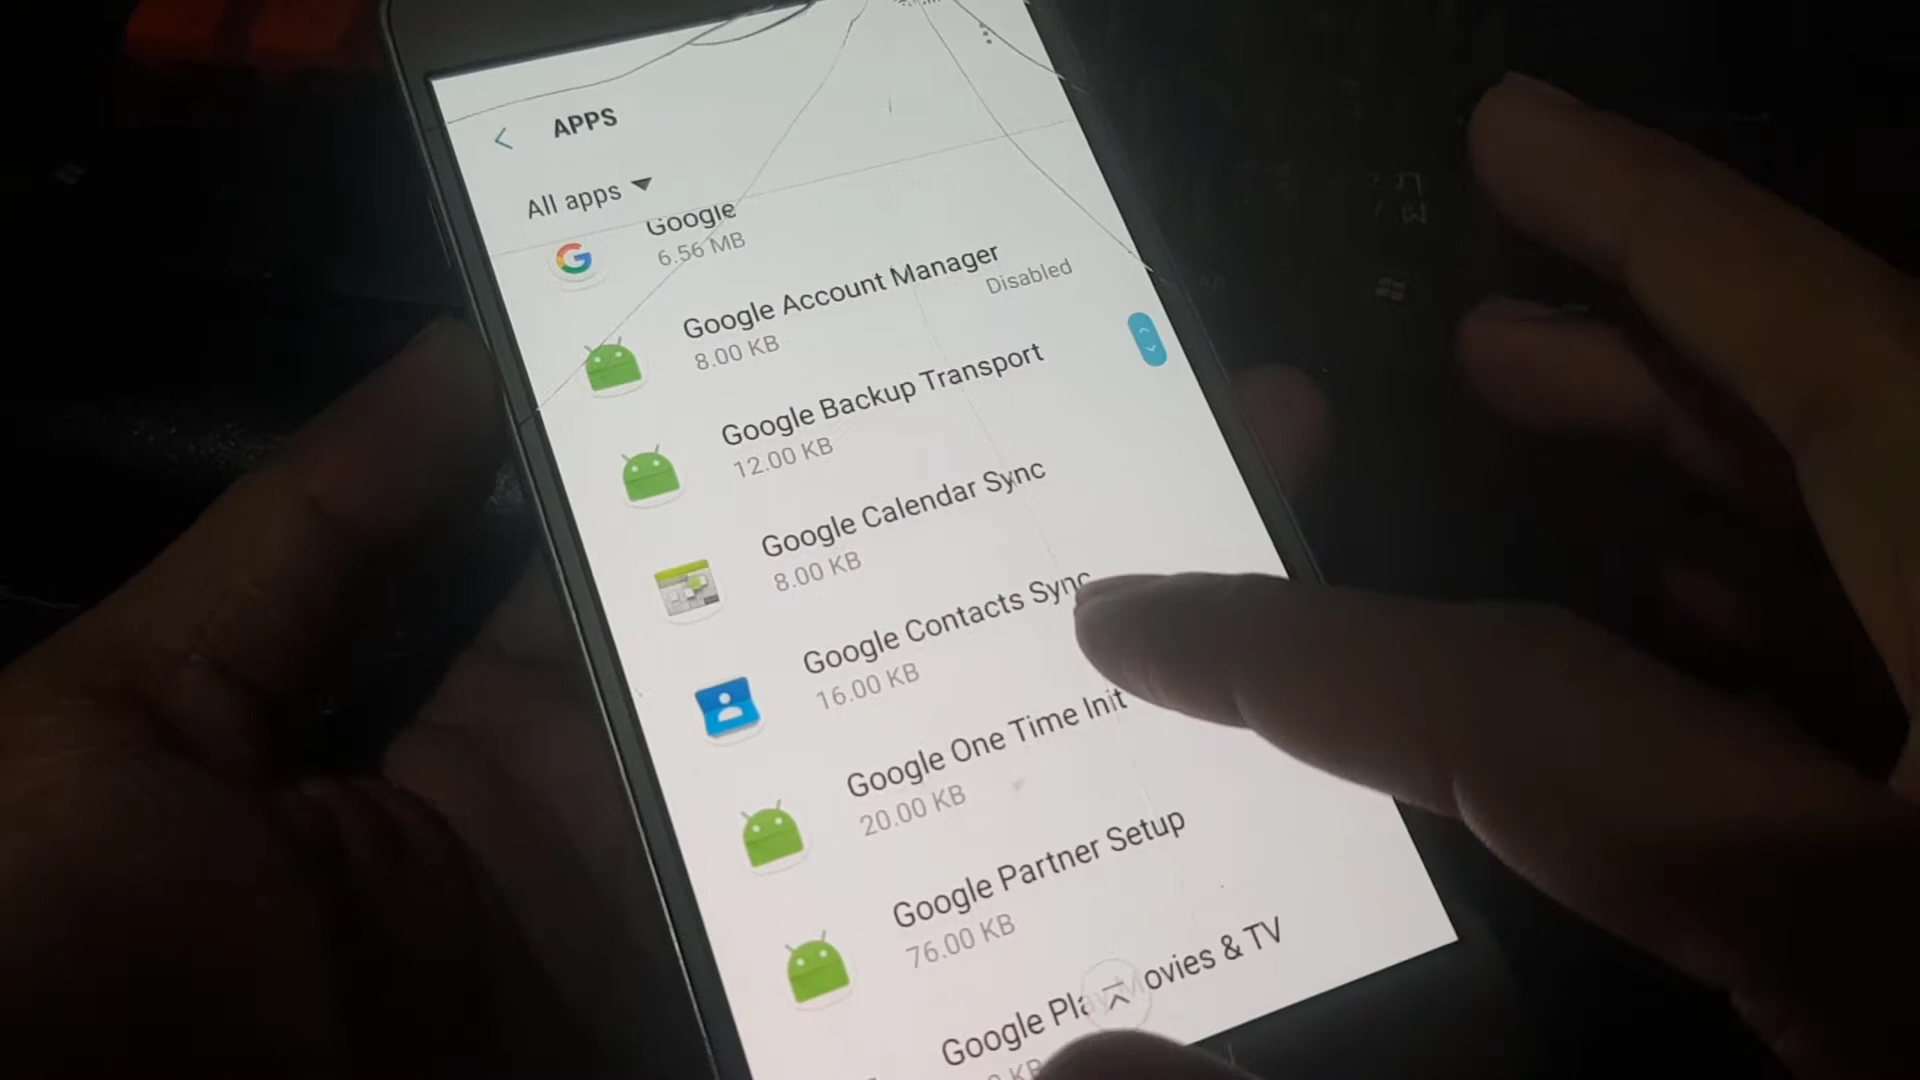 APPS
All apps
Google
6.56 MB
Google Account Manager
8.00 KB
Disabled
Google Backup Transport
12.00 KB
Google Calendar Sync
8.00 KB
Google Contacts Sync
16.00 KB
Google One Time Init
20.00 KB
Google Partner Setup
76.00 KB
Google Play Movies & TV
KB